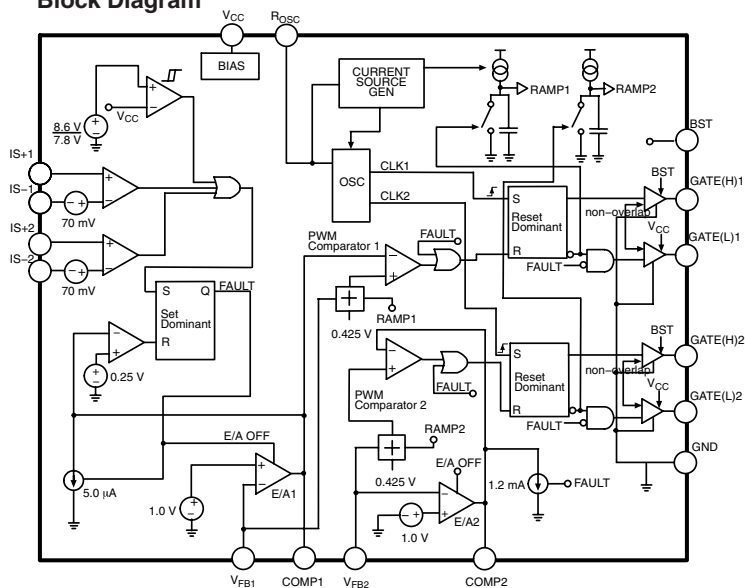 Block Diagram
VCC
ROSC
BIAS
CURRENT
SOURCE
GEN
RAMP1
RAMP2
8.6 V
7.8 V
VCC
BST
IS+1
IS−1
70 mV
IS+2
IS−2
70 mV
OSC
CLK1
CLK2
S
Reset
Dominant
R
BST
GATE(H)1
non−overlap
VCC
GATE(L)1
FAULT
PWM
Comparator 1
FAULT
RAMP1
0.425 V
S
Q
FAULT
Set
Dominant
R
0.25 V
PWM
Comparator 2
FAULT
RAMP2
0.425 V
S
Reset
Dominant
R
BST
GATE(H)2
non−overlap
VCC
GATE(L)2
FAULT
GND
E/A OFF
E/A1
1.0 V
5.0 μA
E/A OFF
E/A2
1.0 V
1.2 mA
FAULT
VFB1
COMP1
VFB2
COMP2